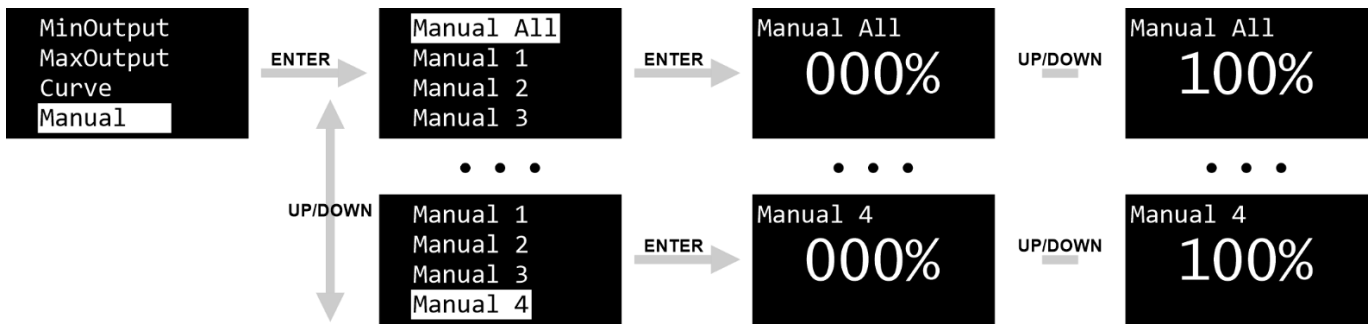 MinOutput
MaxOutput
Curve
Manual
ENTER
Manual All
Manual 1
Manual 2
Manual 3
ENTER
Manual All
000%
UP/DOWN
Manual All
100%
• • •
• • •
• • •
UP/DOWN
Manual 1
Manual 2
Manual 3
Manual 4
ENTER
Manual 4
000%
UP/DOWN
Manual 4
100%